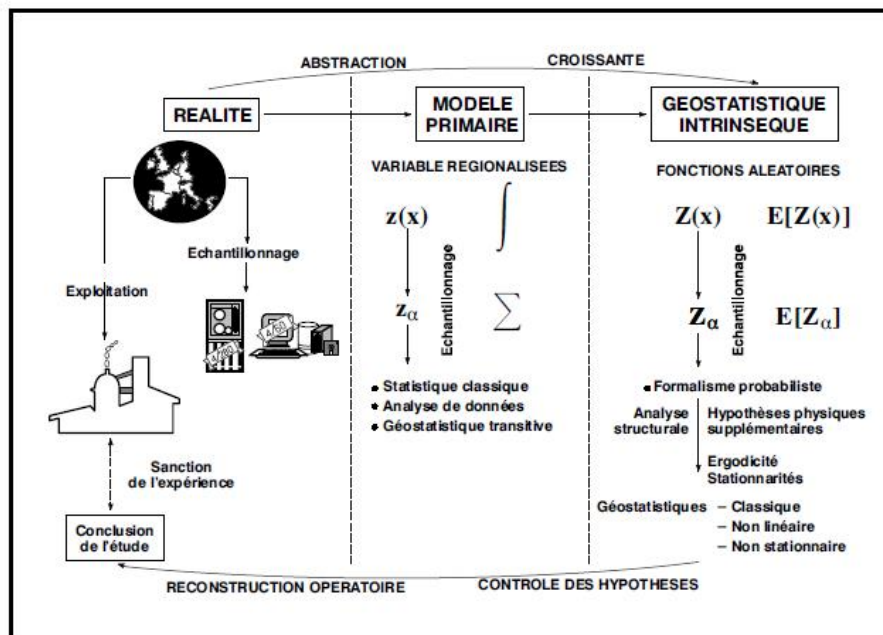 ABSTRACTION CROISSANTE
REALITE
MODELE
PRIMAIRE
GEOSTATISTIQUE
INTRINSEQUE
VARIABLE REGIONALISEES
FONCTIONS ALEATOIRES
z(x) ∫
Echantillonnage
zα ∑
Z(x) E[Z(x)]
Echantillonnage
Zα E[Zα]
Echantillonnage
Exploitation
• Statistique classique
• Analyse de données
• Géostatistique transitive
• Formalisme probabiliste
Analyse
structurale
Hypothèses physiques
supplémentaires
Ergodicité
Stationnarités
Géostatistiques – Classique
– Non linéaire
– Non stationnaire
Sanction
de l'expérience
Conclusion
de l'étude
RECONSTRUCTION OPERATOIRE
CONTROLE DES HYPOTHESES